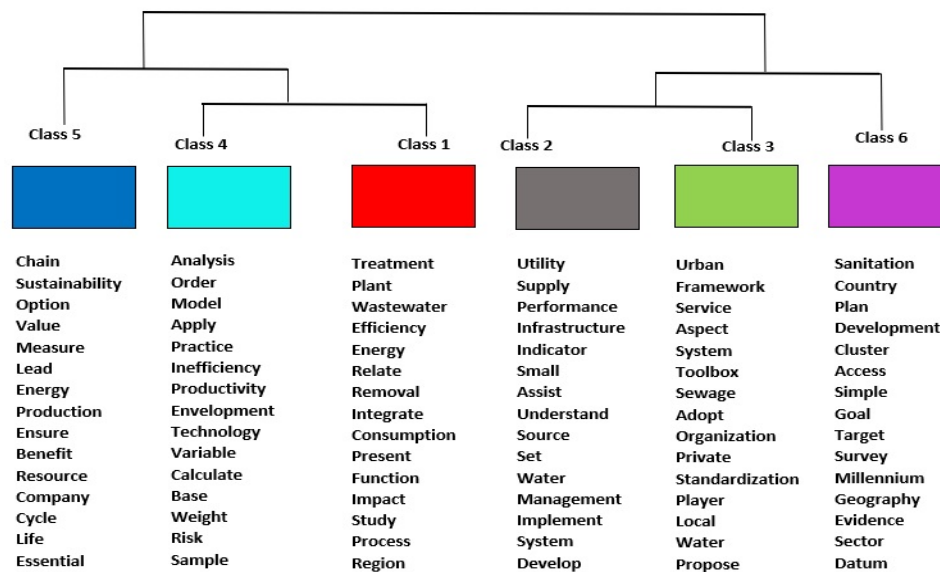 Class 5
Class 4
Class 1
Class 2
Class 3
Class 6
Chain
Sustainability
Option
Value
Measure
Lead
Energy
Production
Ensure
Benefit
Resource
Company
Cycle
Life
Essential
Analysis
Order
Model
Apply
Practice
Inefficiency
Productivity
Envelopment
Technology
Variable
Calculate
Base
Weight
Risk
Sample
Treatment
Plant
Wastewater
Efficiency
Energy
Relate
Removal
Integrate
Consumption
Present
Function
Impact
Study
Process
Region
Utility
Supply
Performance
Infrastructure
Indicator
Small
Assist
Understand
Source
Set
Water
Management
Implement
System
Develop
Urban
Framework
Service
Aspect
System
Toolbox
Sewage
Adopt
Organization
Private
Standardization
Player
Local
Water
Propose
Sanitation
Country
Plan
Development
Cluster
Access
Simple
Goal
Target
Survey
Millennium
Geography
Evidence
Sector
Datum